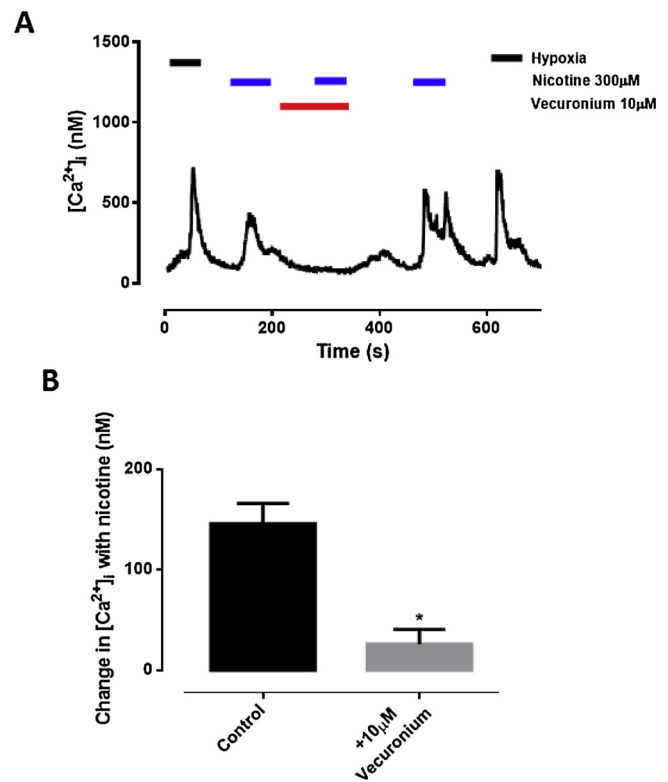 A
1500
1000
500
0
[Ca²⁺]ᵢ (nM)
Hypoxia
Nicotine 300µM
Vecuronium 10µM
0 200 400 600
Time (s)
B
Change in [Ca²⁺]ᵢ with nicotine (nM)
200
100
0
*
Control
+10µM
Vecuronium